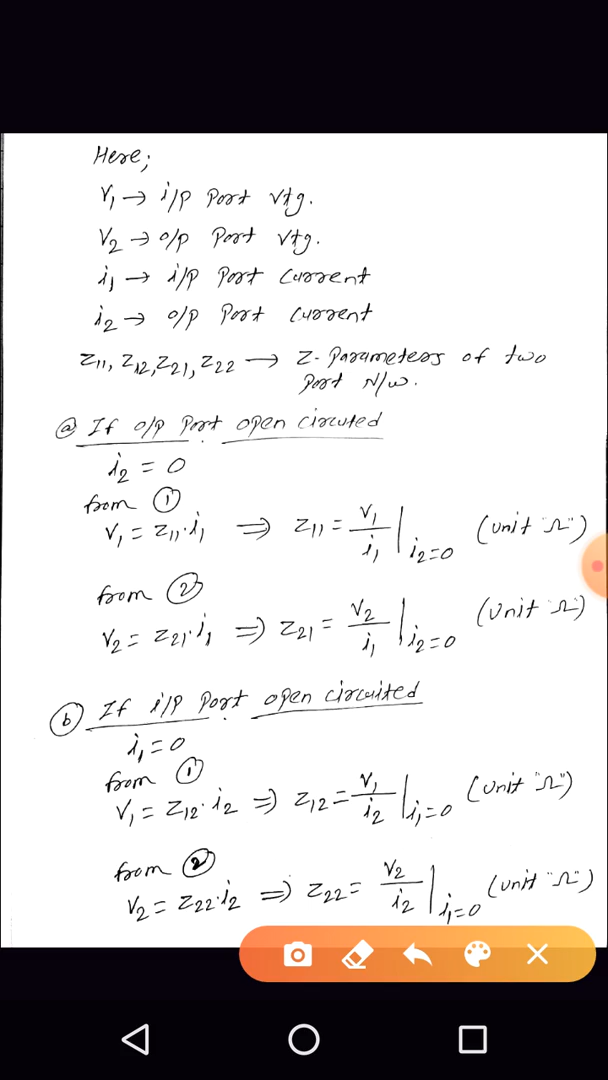 Here;
V₁ → i/p Port vtg.
V₂ → o/p Port vtg.
i₁ → i/p Port Current
i₂ → o/p Port Current
Z₁₁, Z₁₂, Z₂₁, Z₂₂ → Z-Parameters of two
Port N/w.
ⓐ If o/p Port open circuted
i₂ = 0
from ①
V₁ = Z₁₁·i₁ ⇒ Z₁₁ = V₁/i₁ |i₂=0 (unit "Ω")
from ②
V₂ = Z₂₁·i₁ ⇒ Z₂₁ = V₂/i₁ |i₂=0 (Unit "Ω")
ⓑ If i/p Port open circuited
i₁ = 0
from ①
V₁ = Z₁₂·i₂ ⇒ Z₁₂ = V₁/i₂ |i₁=0 (unit "Ω")
from ②
V₂ = Z₂₂·i₂ ⇒ Z₂₂ = V₂/i₂ |i₁=0 (unit "Ω")